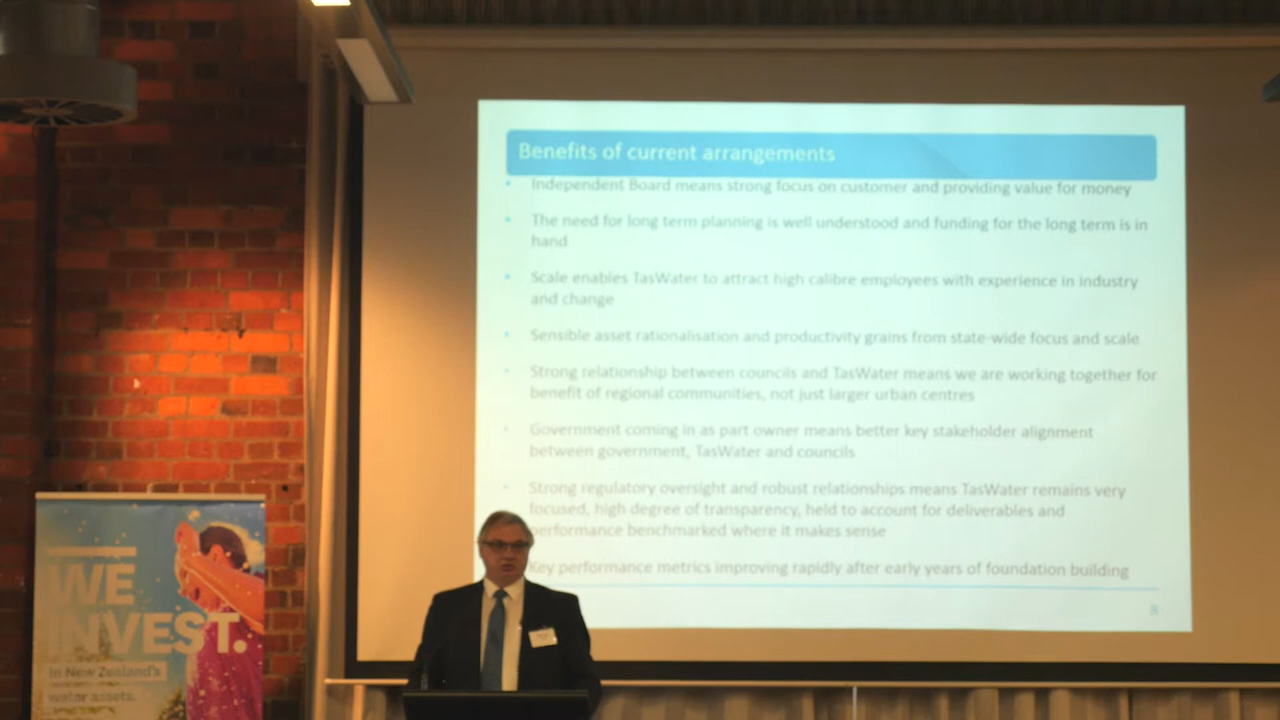 Benefits of current arrangements
Independent Board means strong focus on customer and providing value for money
The need for long term planning is well understood and funding for the long term is in
hand
Scale enables TasWater to attract high calibre employees with experience in industry
and change
Sensible asset rationalisation and productivity grains from state-wide focus and scale
Strong relationship between councils and TasWater means we are working together for
benefit of regional communities, not just larger urban centres
Government coming in as part owner means better key stakeholder alignment
between government, TasWater and councils
Strong regulatory oversight and robust relationships means TasWater remains very
focused, high degree of transparency, held to account for deliverables and
performance benchmarked where it makes sense
Key performance metrics improving rapidly after early years of foundation building
8
WE
INVEST.
In New Zealand's
water assets.